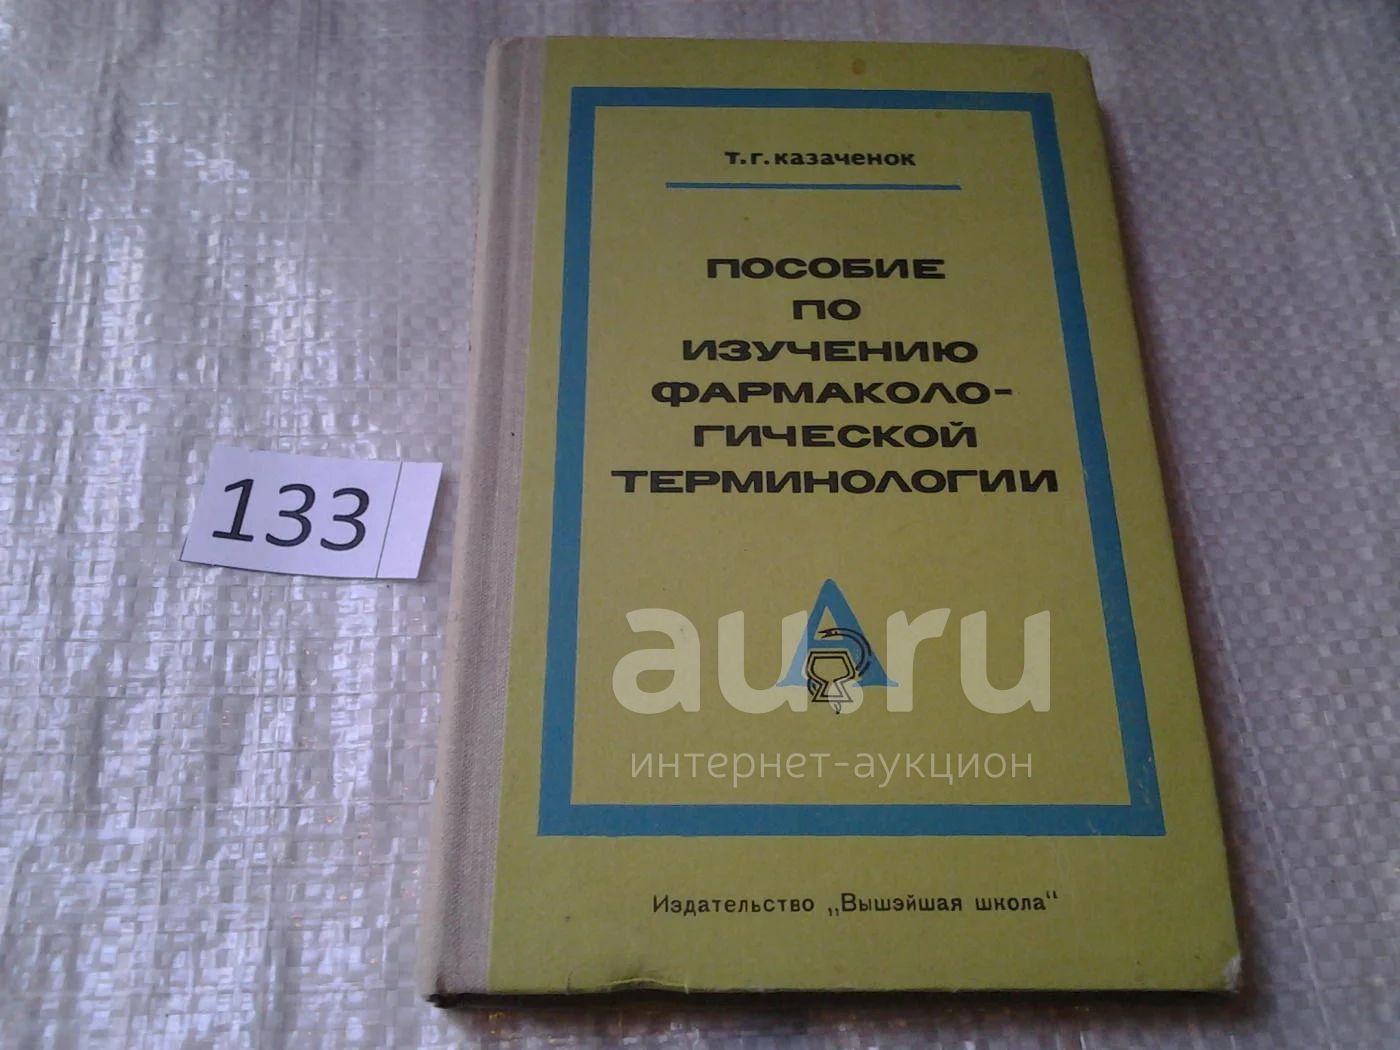 т.г.казаченок
ПОСОБИЕ
ПО
ИЗУЧЕНИЮ
ФАРМАКОЛО-
ГИЧЕСКОЙ
ТЕРМИНОЛОГИИ
133
А
au.ru
интернет-аукцион
Издательство „Вышэйшая школа“